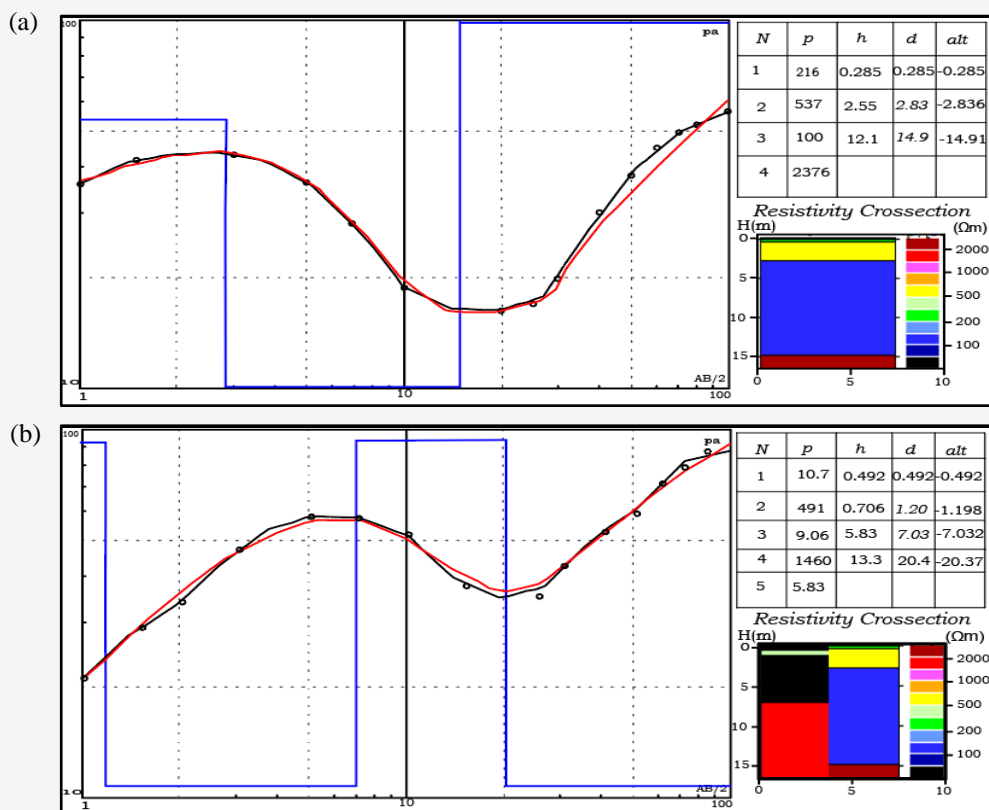 (a)
100
pa
10
AB/2
1
10
100
N p h d alt
1 216 0.285 0.285 -0.285
2 537 2.55 2.83 -2.836
3 100 12.1 14.9 -14.91
4 2376
Resistivity Crossection
H(m) (Ωm)
0
5
10
15
2000
1000
500
200
100
0 5 10
(b)
100
pa
10
AB/2
1
10
100
N p h d alt
1 10.7 0.492 0.492 -0.492
2 491 0.706 1.20 -1.198
3 9.06 5.83 7.03 -7.032
4 1460 13.3 20.4 -20.37
5 5.83
Resistivity Crossection
H(m) (Ωm)
0
5
10
15
2000
1000
500
200
100
0 5 10